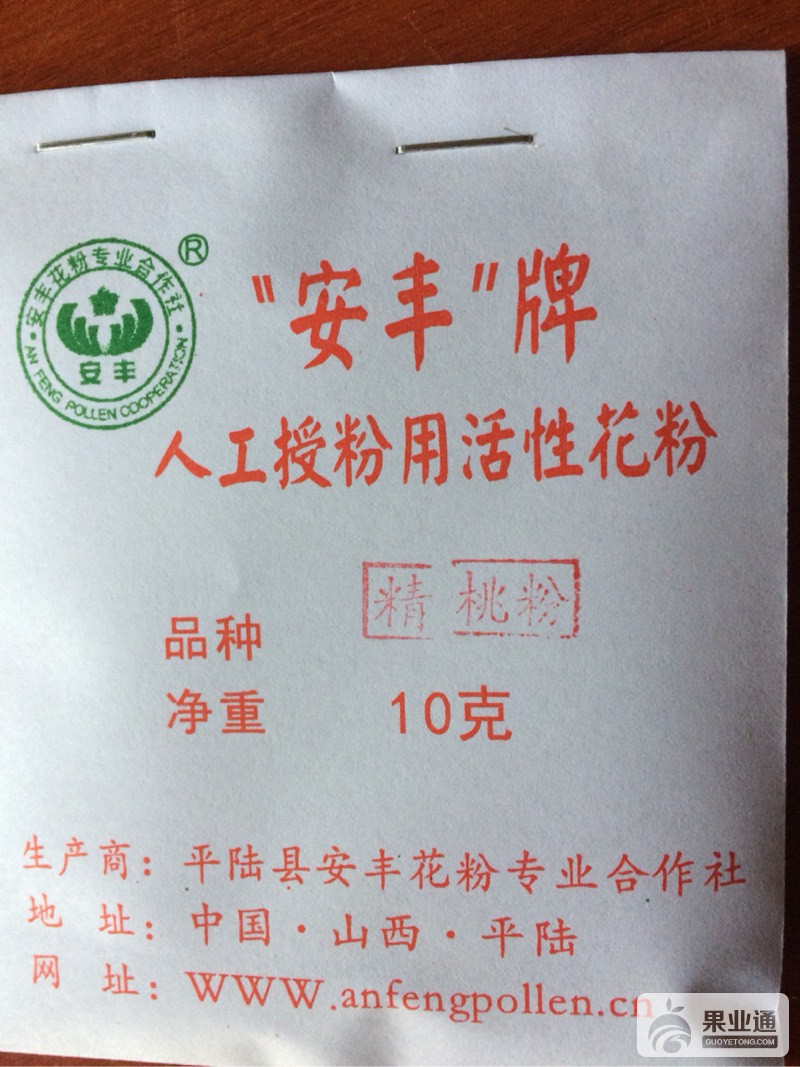 安丰花粉专业合作社
安丰
AN FENG POLLEN COOPERATION
®
“安丰”牌
人工授粉用活性花粉
品种 精 桃粉
净重 10克
生产商：平陆县安丰花粉专业合作社
地 址：中国·山西·平陆
网 址：WWW.anfengpollen.cn
果业通
GUOYETONG.COM